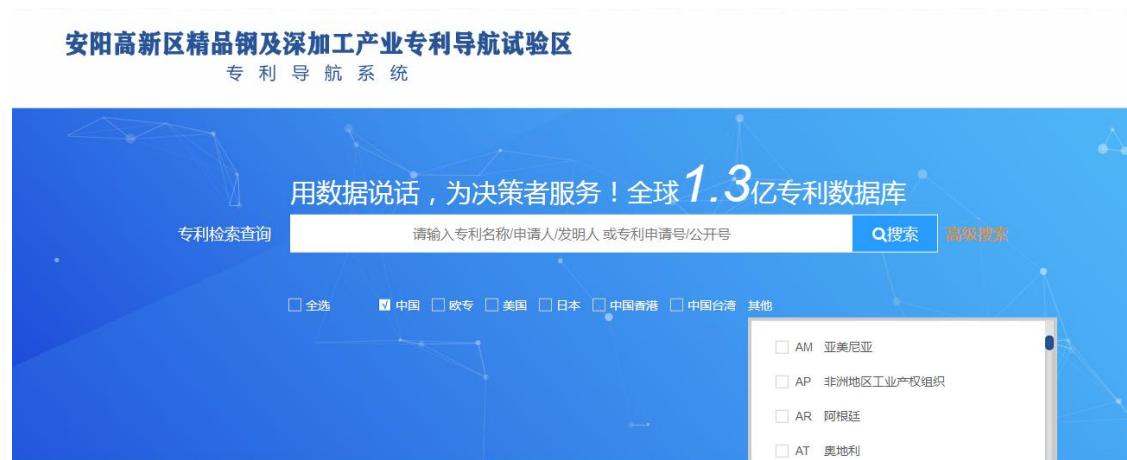 安阳高新区精品钢及深加工产业专利导航试验区
专利导航系统
用数据说话，为决策者服务！全球1.3亿专利数据库
专利检索查询 请输入专利名称/申请人/发明人 或专利申请号/公开号 搜索 高级搜索
全选 中国 欧专 美国 日本 中国香港 中国台湾 其他
AM 亚美尼亚
AP 非洲地区工业产权组织
AR 阿根廷
AT 奥地利